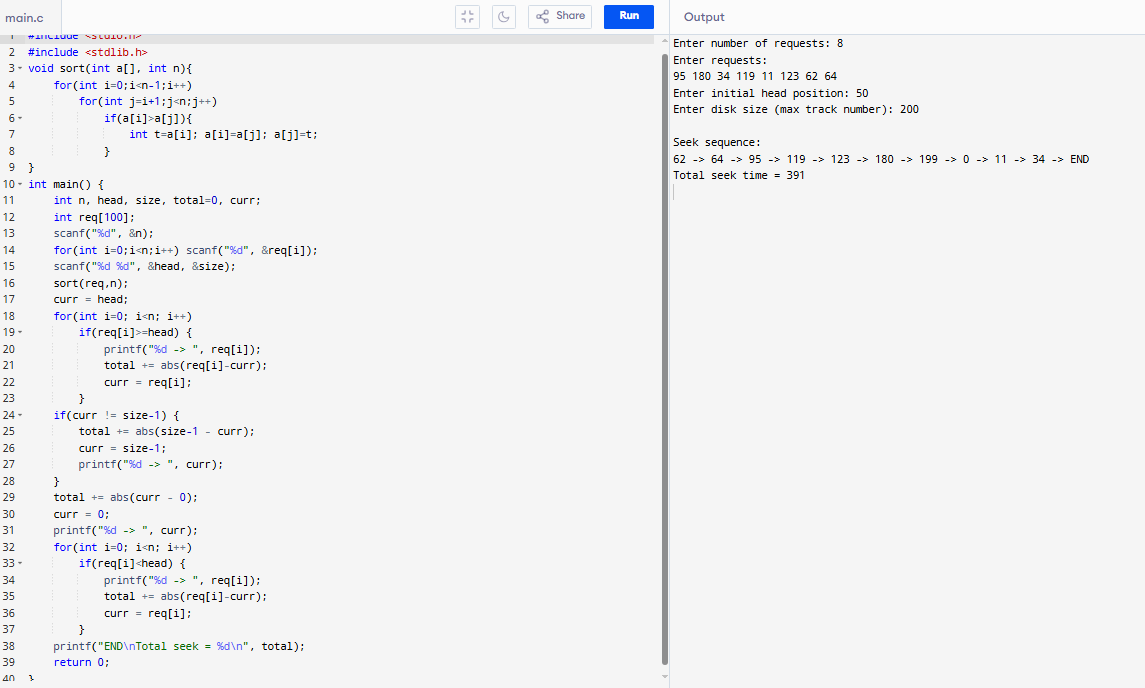 main.c
Share
Run
Output
1 #include <stdio.h>
2 #include <stdlib.h>
3 void sort(int a[], int n){
4 for(int i=0;i<n-1;i++)
5 for(int j=i+1;j<n;j++)
6 if(a[i]>a[j]){
7 int t=a[i]; a[i]=a[j]; a[j]=t;
8 }
9 }
10 int main() {
11 int n, head, size, total=0, curr;
12 int req[100];
13 scanf("%d", &n);
14 for(int i=0;i<n;i++) scanf("%d", &req[i]);
15 scanf("%d %d", &head, &size);
16 sort(req,n);
17 curr = head;
18 for(int i=0; i<n; i++)
19 if(req[i]>=head) {
20 printf("%d -> ", req[i]);
21 total += abs(req[i]-curr);
22 curr = req[i];
23 }
24 if(curr != size-1) {
25 total += abs(size-1 - curr);
26 curr = size-1;
27 printf("%d -> ", curr);
28 }
29 total += abs(curr - 0);
30 curr = 0;
31 printf("%d -> ", curr);
32 for(int i=0; i<n; i++)
33 if(req[i]<head) {
34 printf("%d -> ", req[i]);
35 total += abs(req[i]-curr);
36 curr = req[i];
37 }
38 printf("END\nTotal seek = %d\n", total);
39 return 0;
40 }
Enter number of requests: 8
Enter requests:
95 180 34 119 11 123 62 64
Enter initial head position: 50
Enter disk size (max track number): 200
Seek sequence:
62 -> 64 -> 95 -> 119 -> 123 -> 180 -> 199 -> 0 -> 11 -> 34 -> END
Total seek time = 391